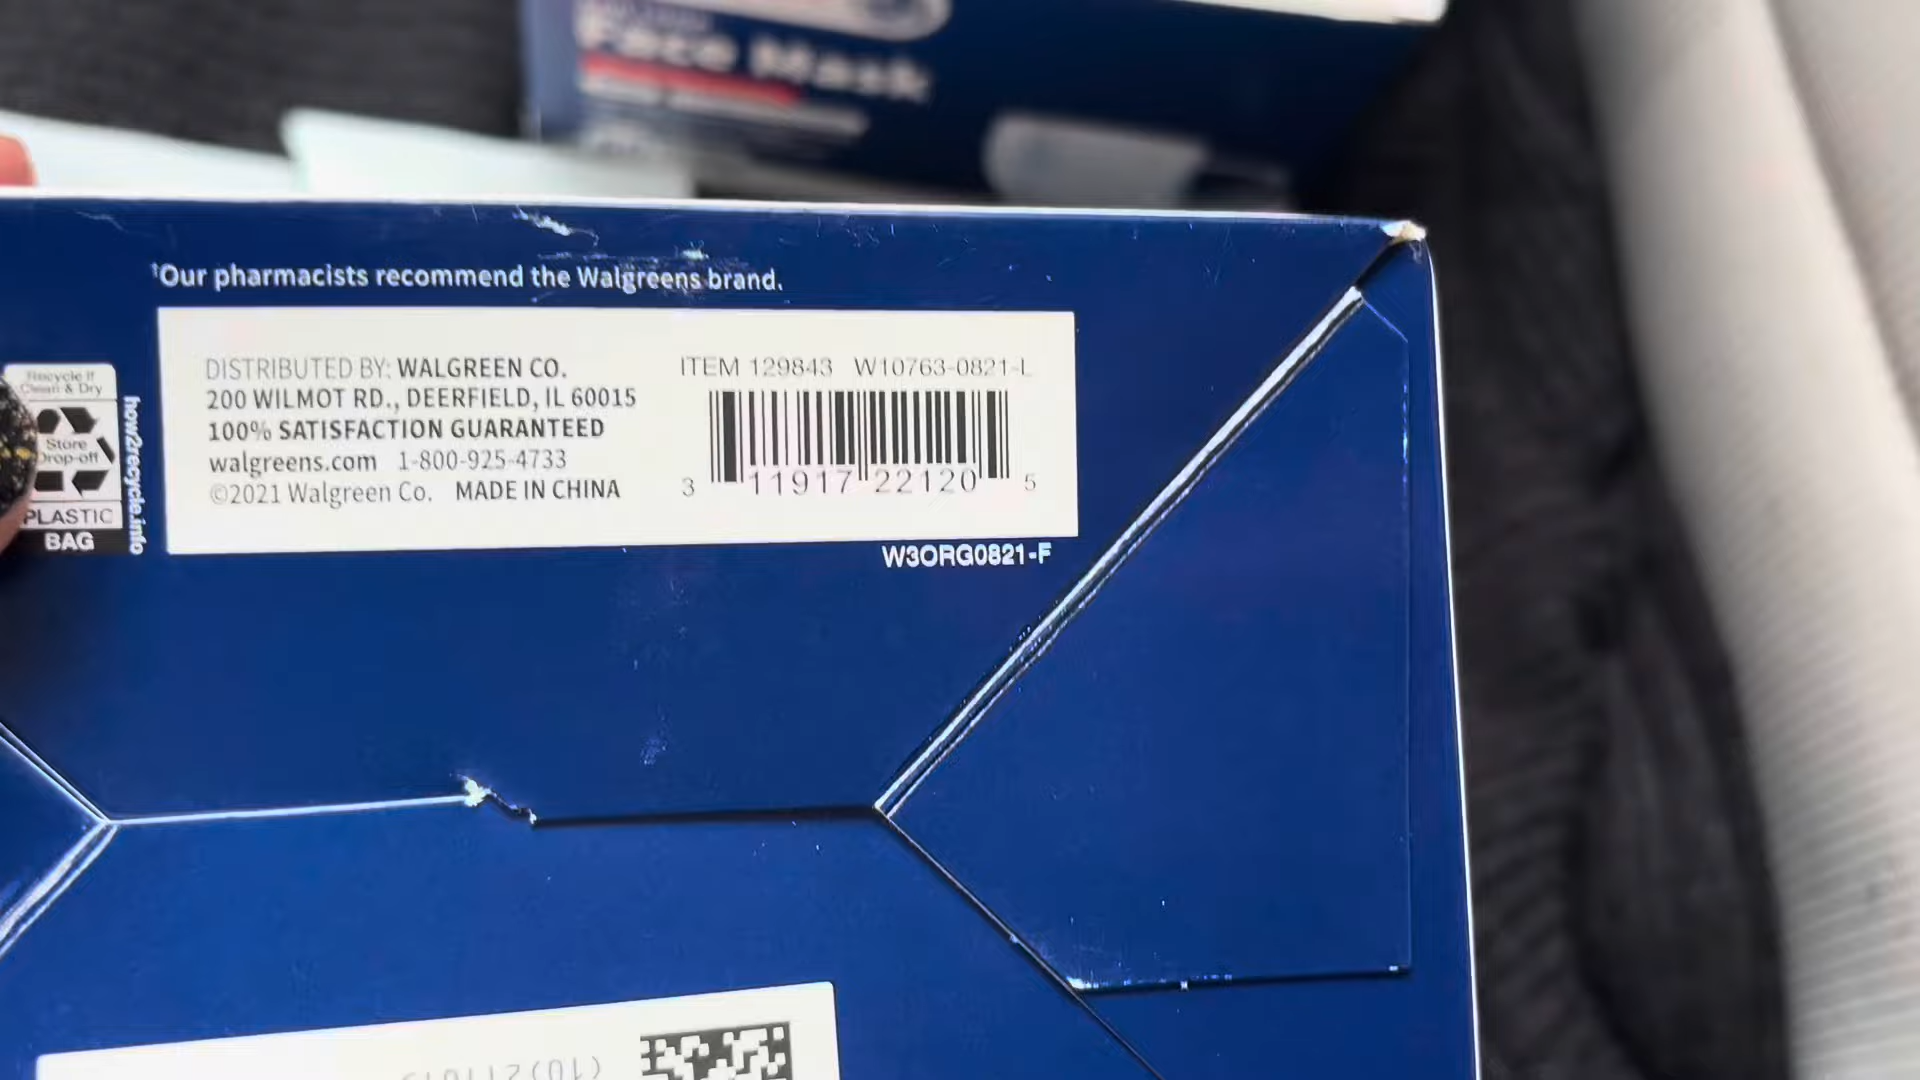 Face Mask
†Our pharmacists recommend the Walgreens brand.
Recycle If
Clean & Dry
Store
Drop-off
PLASTIC
BAG
how2recycle.info
DISTRIBUTED BY: WALGREEN CO.
200 WILMOT RD., DEERFIELD, IL 60015
100% SATISFACTION GUARANTEED
walgreens.com 1-800-925-4733
©2021 Walgreen Co. MADE IN CHINA
ITEM 129843 W10763-0821-L
3 11917 22120 5
W3ORG0821-F